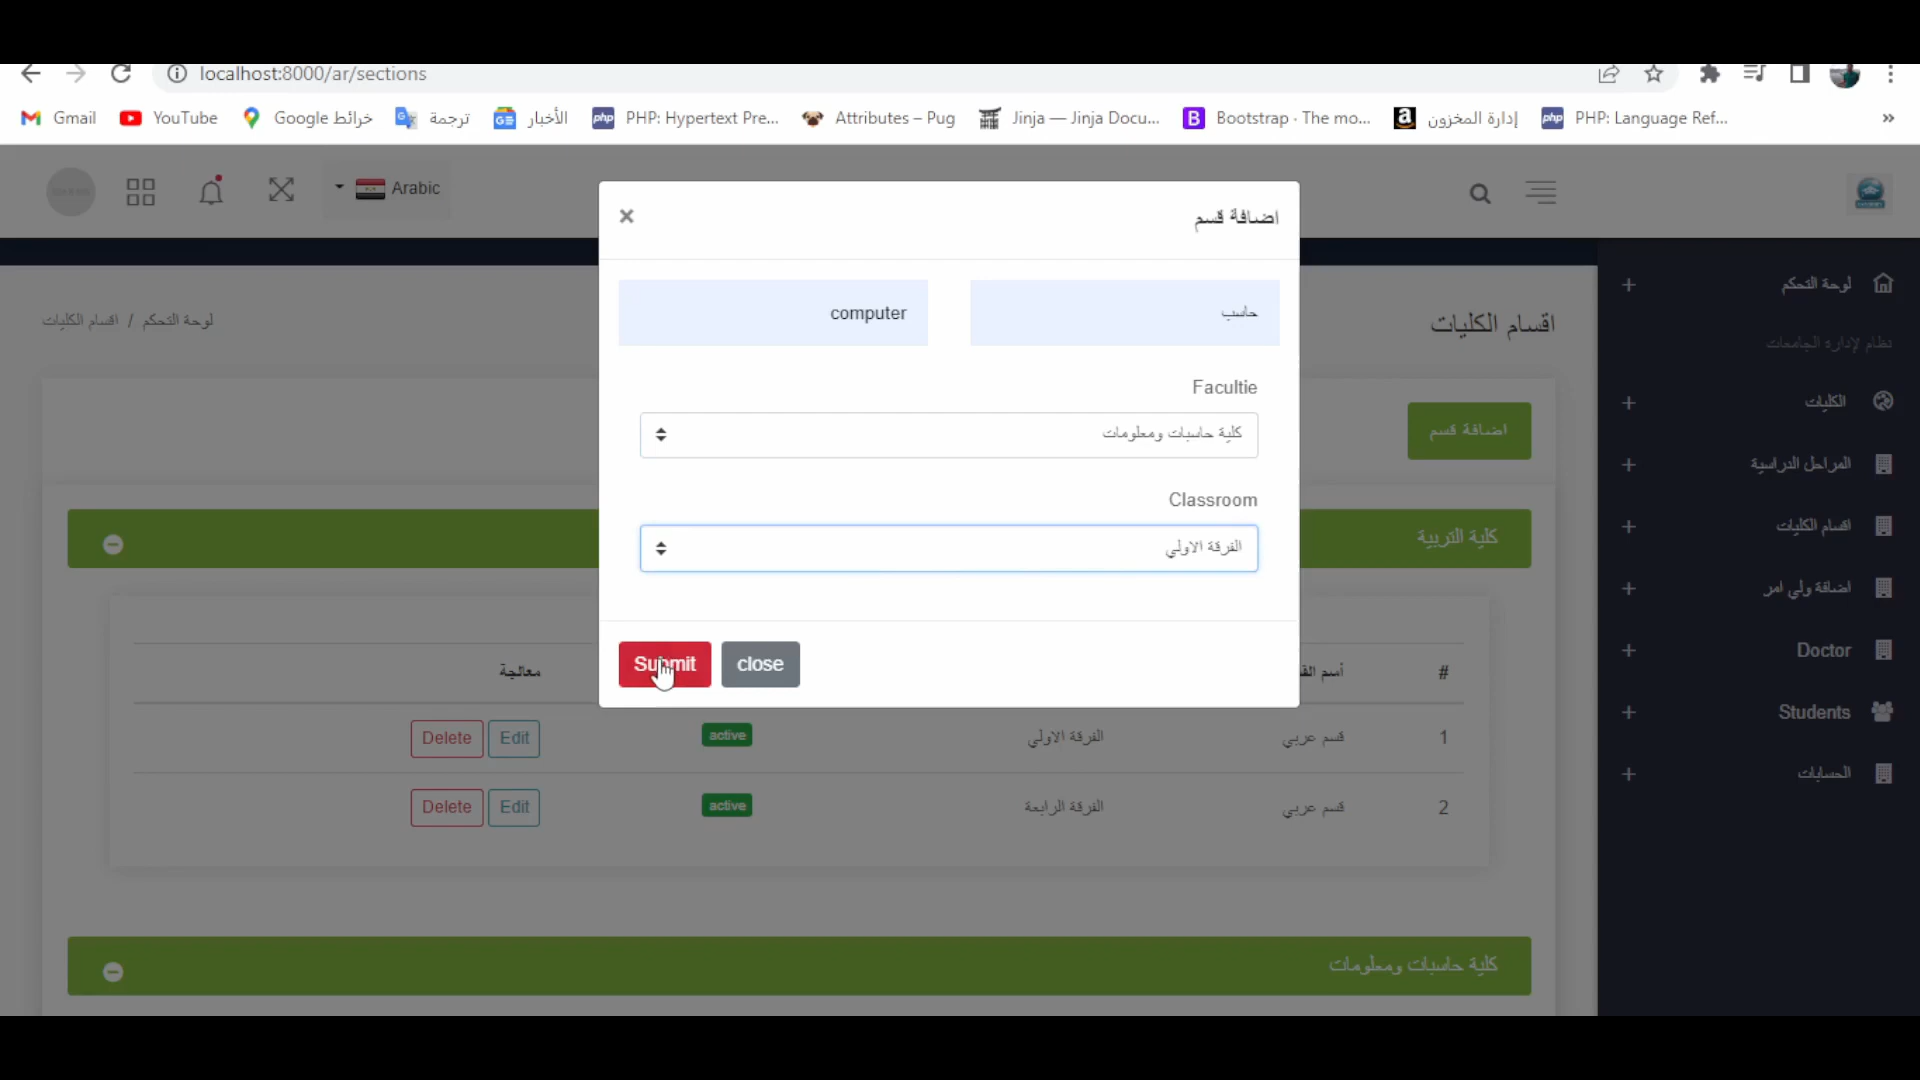 localhost:8000/ar/sections
Gmail
YouTube
خرائط Google
ترجمة
الأخبار
PHP: Hypertext Pre...
Attributes – Pug
Jinja — Jinja Docu...
Bootstrap · The mo...
إدارة المخزون
PHP: Language Ref...
»
Arabic
اضافة قسم
×
حاسب
computer
Facultie
كلية حاسبات ومعلومات
Classroom
الفرقة الاولي
Submit
close
لوحة التحكم
نظام لإدارة الجامعات
الكليات
المراحل الدراسية
اقسام الكليات
اضافة ولي امر
Doctor
Students
الحسابات
اقسام الكليات
لوحة التحكم / اقسام الكليات
اضافة قسم
كلية التربية
# أسم معالجة
1 قسم عربي الفرقة الاولي active Edit Delete
2 قسم عربي الفرقة الرابعة active Edit Delete
كلية حاسبات ومعلومات